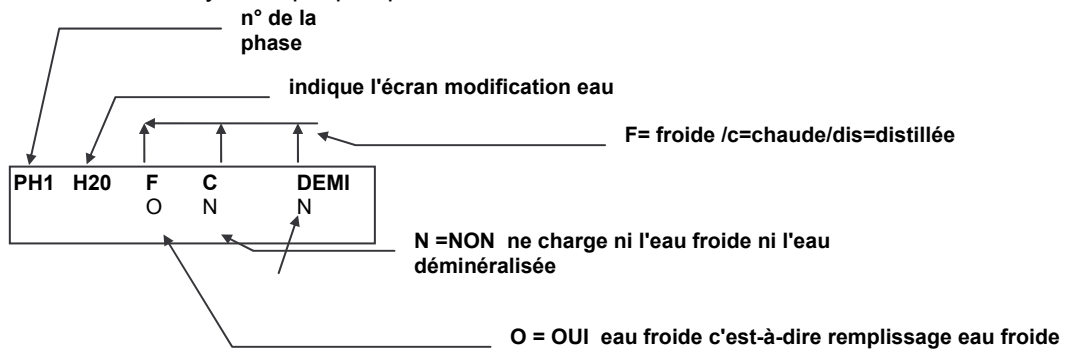 n° de la
phase
indique l'écran modification eau
F= froide /c=chaude/dis=distillée
PH1 H20 F C DEMI
O N N
N =NON ne charge ni l'eau froide ni l'eau
déminéralisée
O = OUI eau froide c'est-à-dire remplissage eau froide